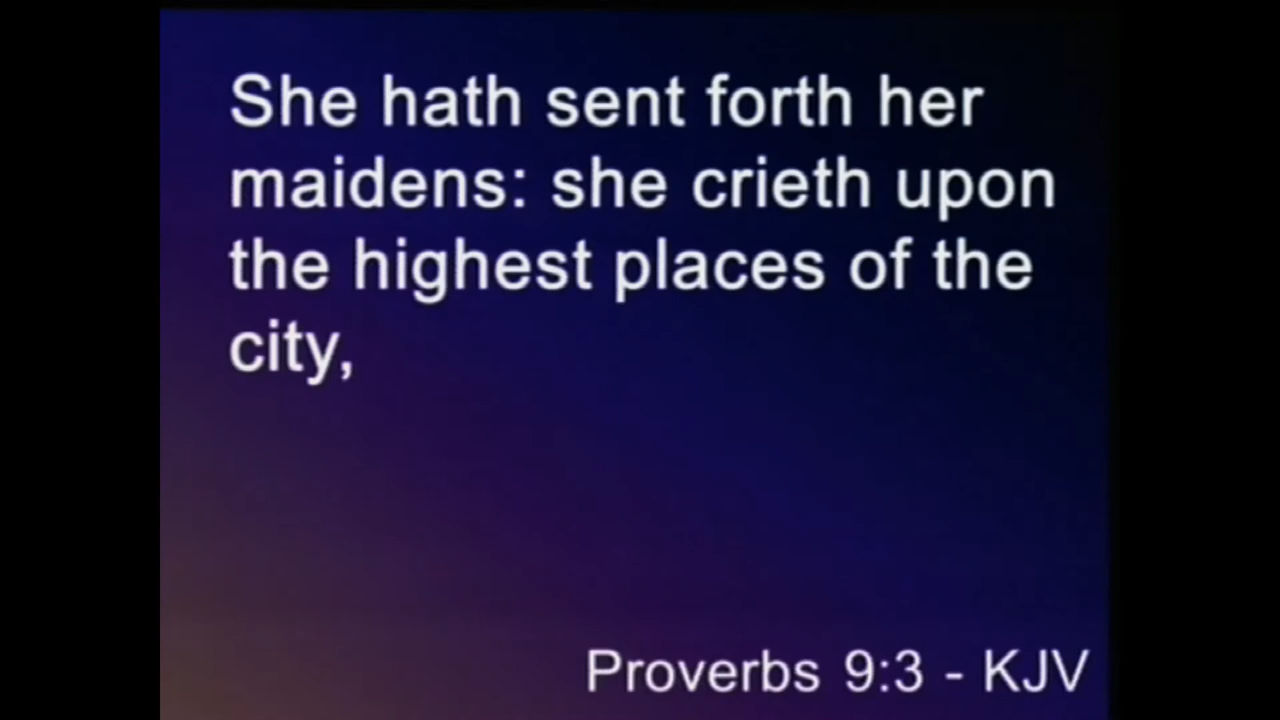 She hath sent forth her
maidens: she crieth upon
the highest places of the
city,
Proverbs 9:3 - KJV